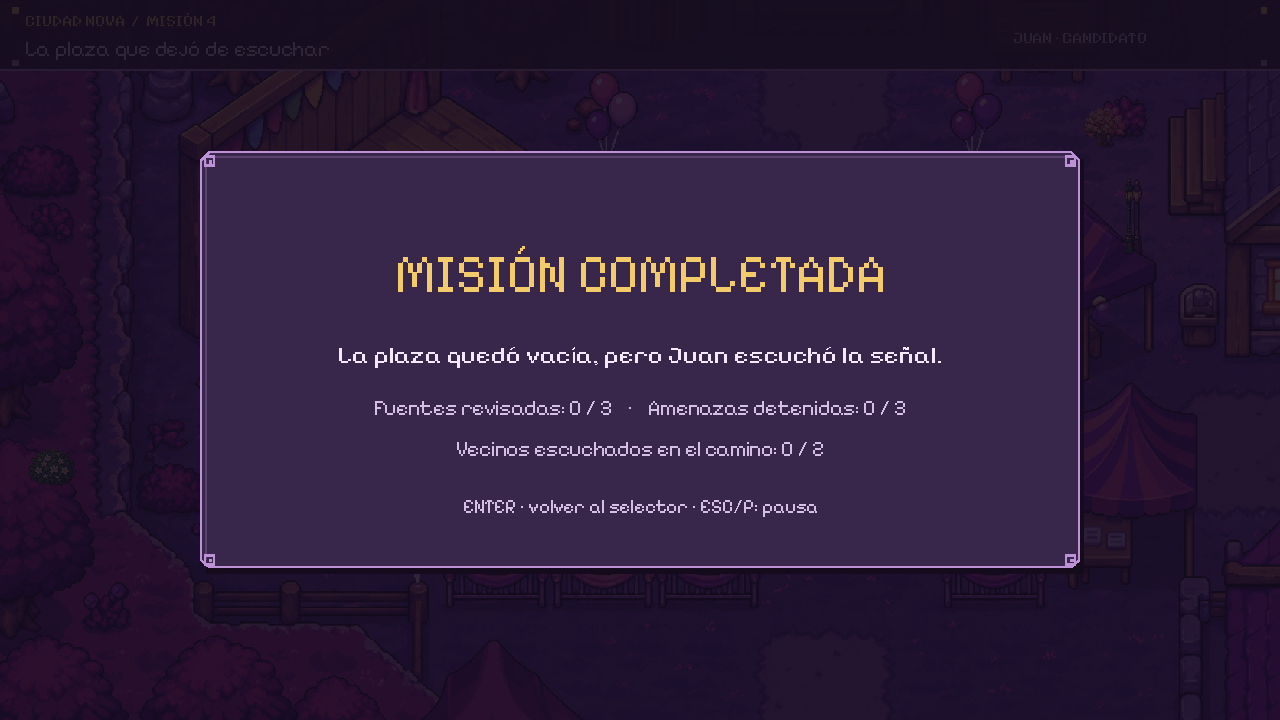 CIUDAD NOVA / MISIÓN 4
La plaza que dejó de escuchar
JUAN · CANDIDATO
MISIÓN COMPLETADA
La plaza quedó vacía, pero Juan escuchó la señal.
Fuentes revisadas: 0 / 3 · Amenazas detenidas: 0 / 3
Vecinos escuchados en el camino: 0 / 2
ENTER · volver al selector · ESC/P: pausa